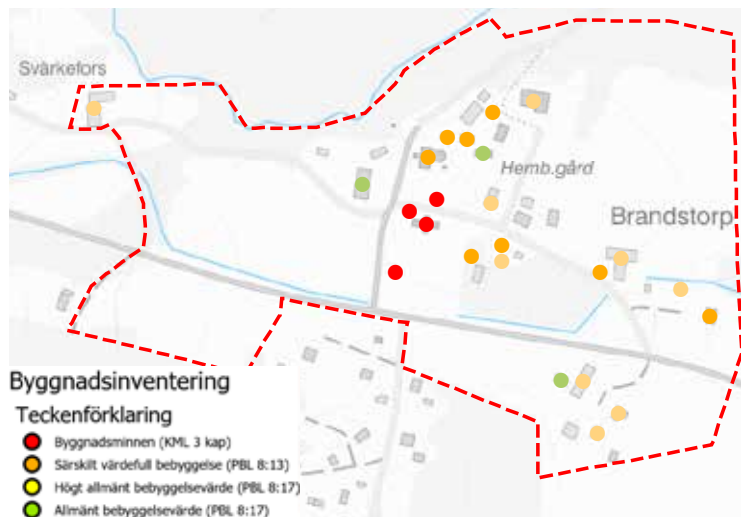 Svärkefors
Hemb.gård
Brandstorp
Byggnadsinventering
Teckenförklaring
Byggnadsminnen (KML 3 kap)
Särskilt värdefull bebyggelse (PBL 8:13)
Högt allmänt bebyggelsevärde (PBL 8:17)
Allmänt bebyggelsevärde (PBL 8:17)